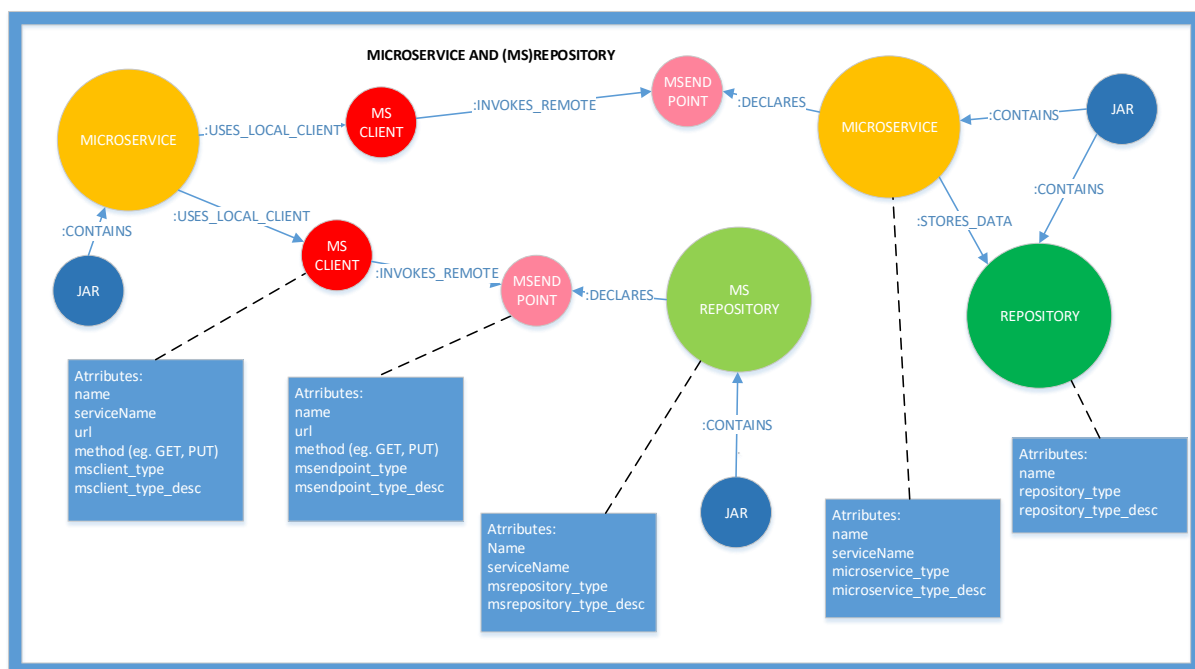 MICROSERVICE AND (MS)REPOSITORY
MICROSERVICE
:USES_LOCAL_CLIENT
MS
CLIENT
:INVOKES_REMOTE
MSEND
POINT
:DECLARES
MICROSERVICE
:CONTAINS
JAR
:CONTAINS
:STORES_DATA
REPOSITORY
:CONTAINS
JAR
:USES_LOCAL_CLIENT
MS
CLIENT
:INVOKES_REMOTE
MSEND
POINT
:DECLARES
MS
REPOSITORY
:CONTAINS
JAR
Atrributes:
name
serviceName
url
method (eg. GET, PUT)
msclient_type
msclient_type_desc
Atrributes:
name
url
method (eg. GET, PUT)
msendpoint_type
msendpoint_type_desc
Atrributes:
Name
serviceName
msrepository_type
msrepository_type_desc
Atrributes:
name
serviceName
microservice_type
microservice_type_desc
Atrributes:
name
repository_type
repository_type_desc